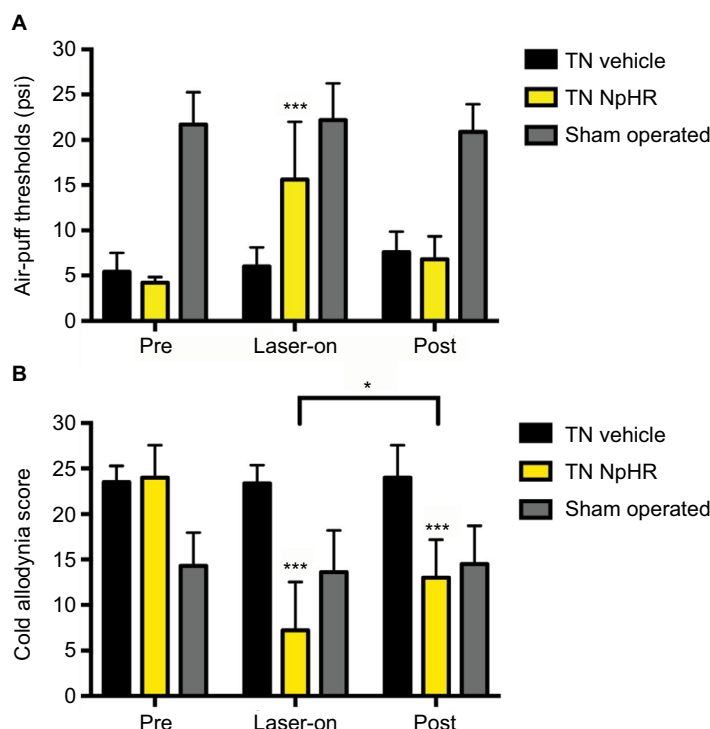 A
Air-puff thresholds (psi)
30
25
20
15
10
5
0
***
Pre
Laser-on
Post
TN vehicle
TN NpHR
Sham operated
B
Cold allodynia score
30
25
20
15
10
5
0
*
***
***
Pre
Laser-on
Post
TN vehicle
TN NpHR
Sham operated